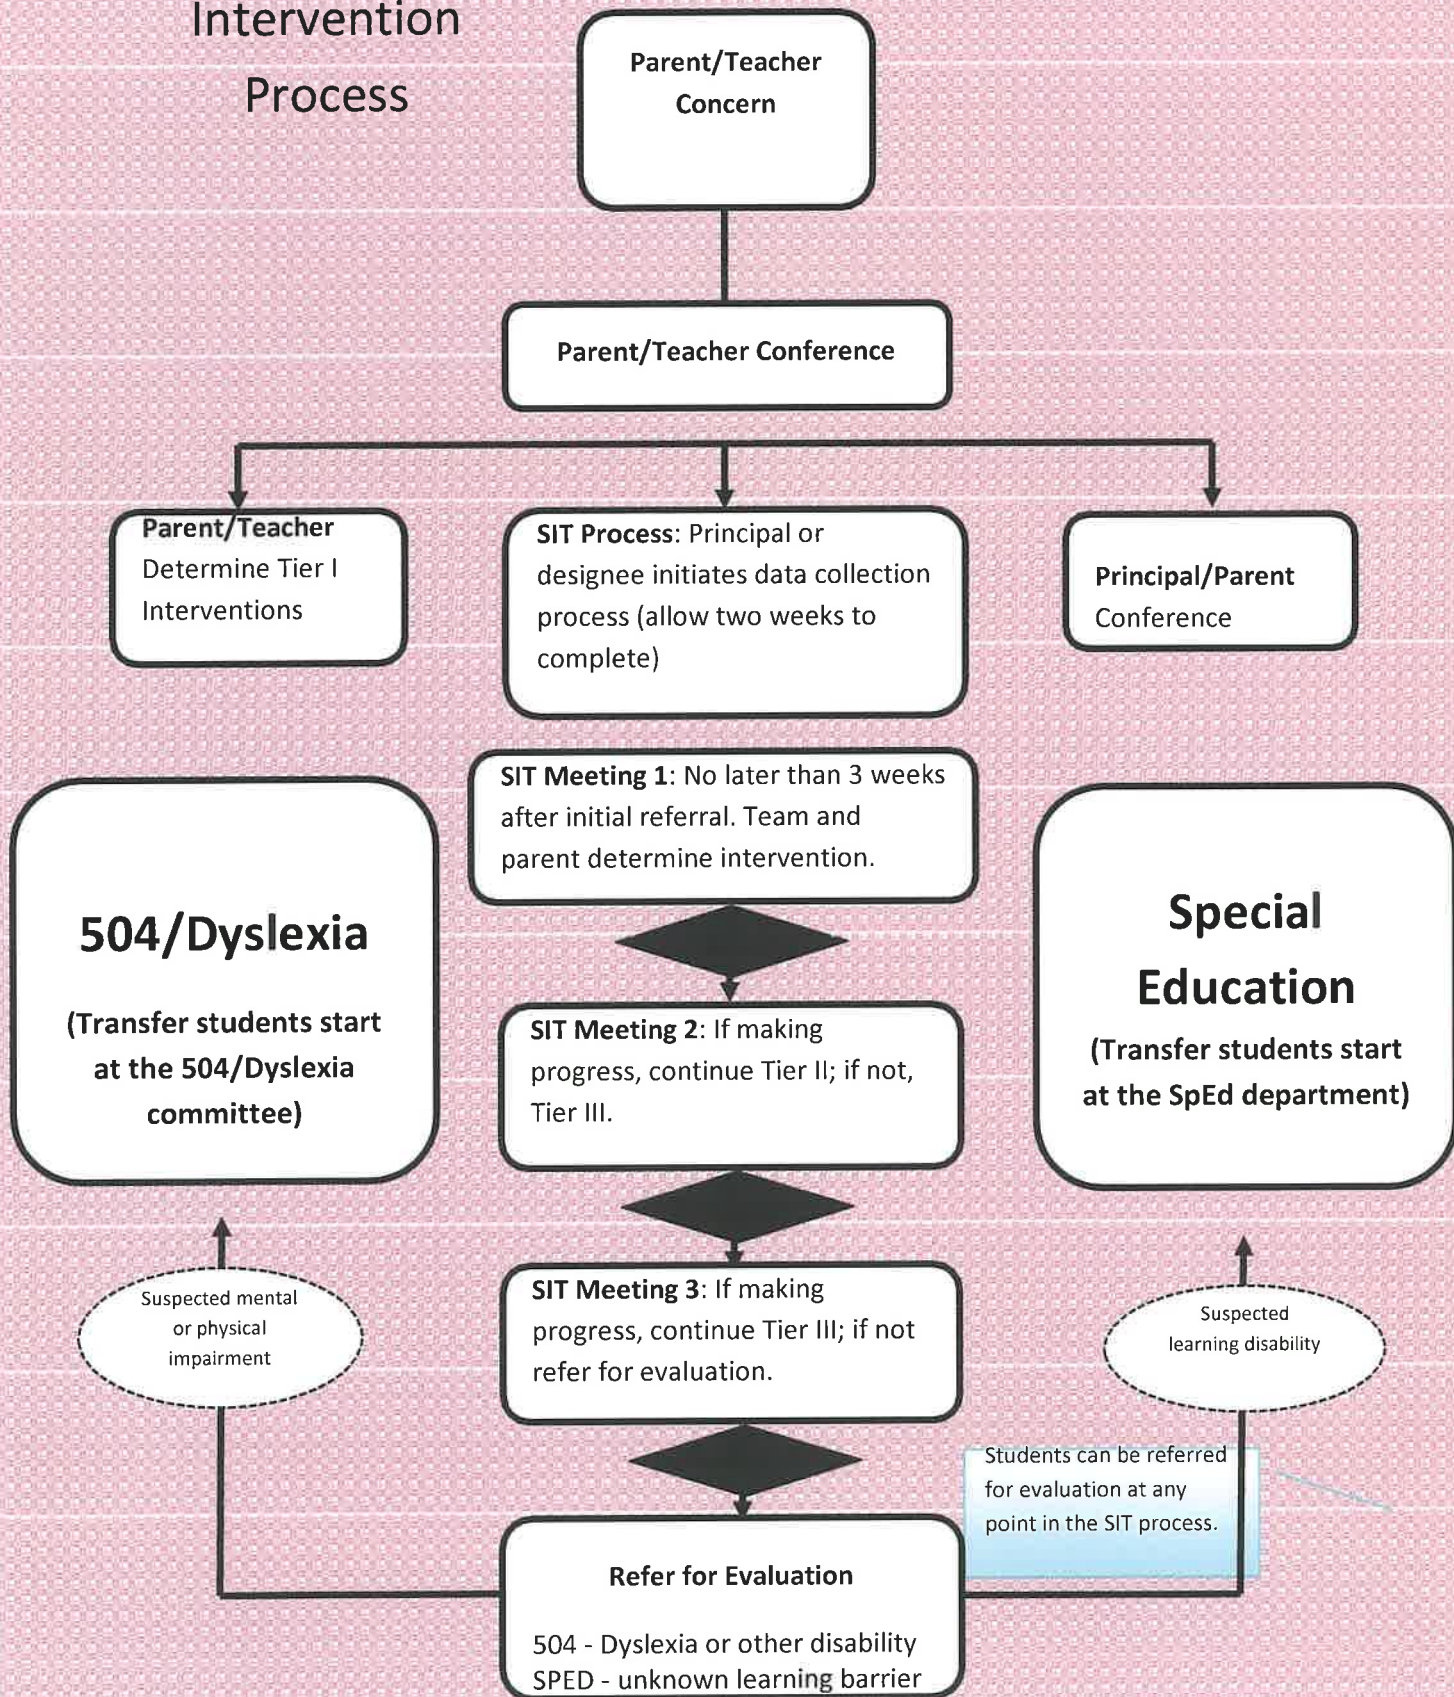 Intervention
Process
Parent/Teacher
Concern
Parent/Teacher Conference
Parent/Teacher
Determine Tier I
Interventions
SIT Process: Principal or
designee initiates data collection
process (allow two weeks to
complete)
Principal/Parent
Conference
SIT Meeting 1: No later than 3 weeks
after initial referral. Team and
parent determine intervention.
504/Dyslexia
(Transfer students start
at the 504/Dyslexia
committee)
Special
Education
(Transfer students start
at the SpEd department)
SIT Meeting 2: If making
progress, continue Tier II; if not,
Tier III.
SIT Meeting 3: If making
progress, continue Tier III; if not
refer for evaluation.
Suspected mental
or physical
impairment
Suspected
learning disability
Students can be referred
for evaluation at any
point in the SIT process.
Refer for Evaluation
504 - Dyslexia or other disability
SPED - unknown learning barrier